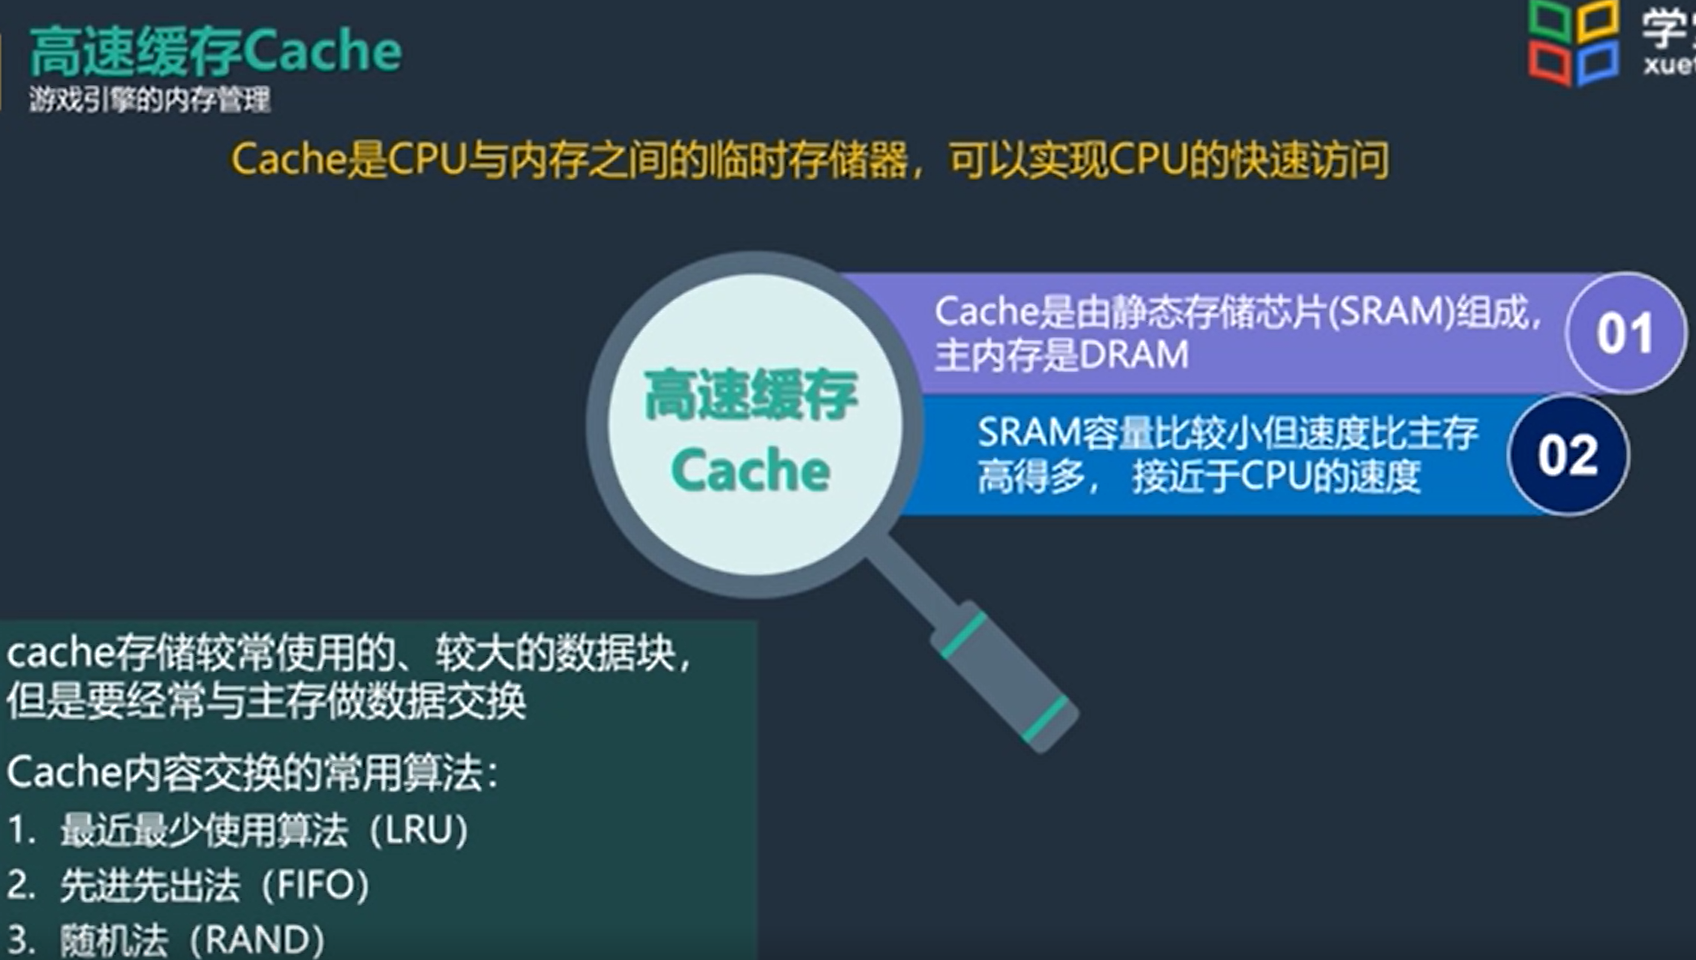 高速缓存Cache
游戏引擎的内存管理
学
xuet
Cache是CPU与内存之间的临时存储器，可以实现CPU的快速访问
高速缓存
Cache
Cache是由静态存储芯片(SRAM)组成，
主内存是DRAM
01
SRAM容量比较小但速度比主存
高得多， 接近于CPU的速度
02
cache存储较常使用的、较大的数据块，
但是要经常与主存做数据交换
Cache内容交换的常用算法：
1. 最近最少使用算法（LRU）
2. 先进先出法（FIFO）
3. 随机法（RAND）